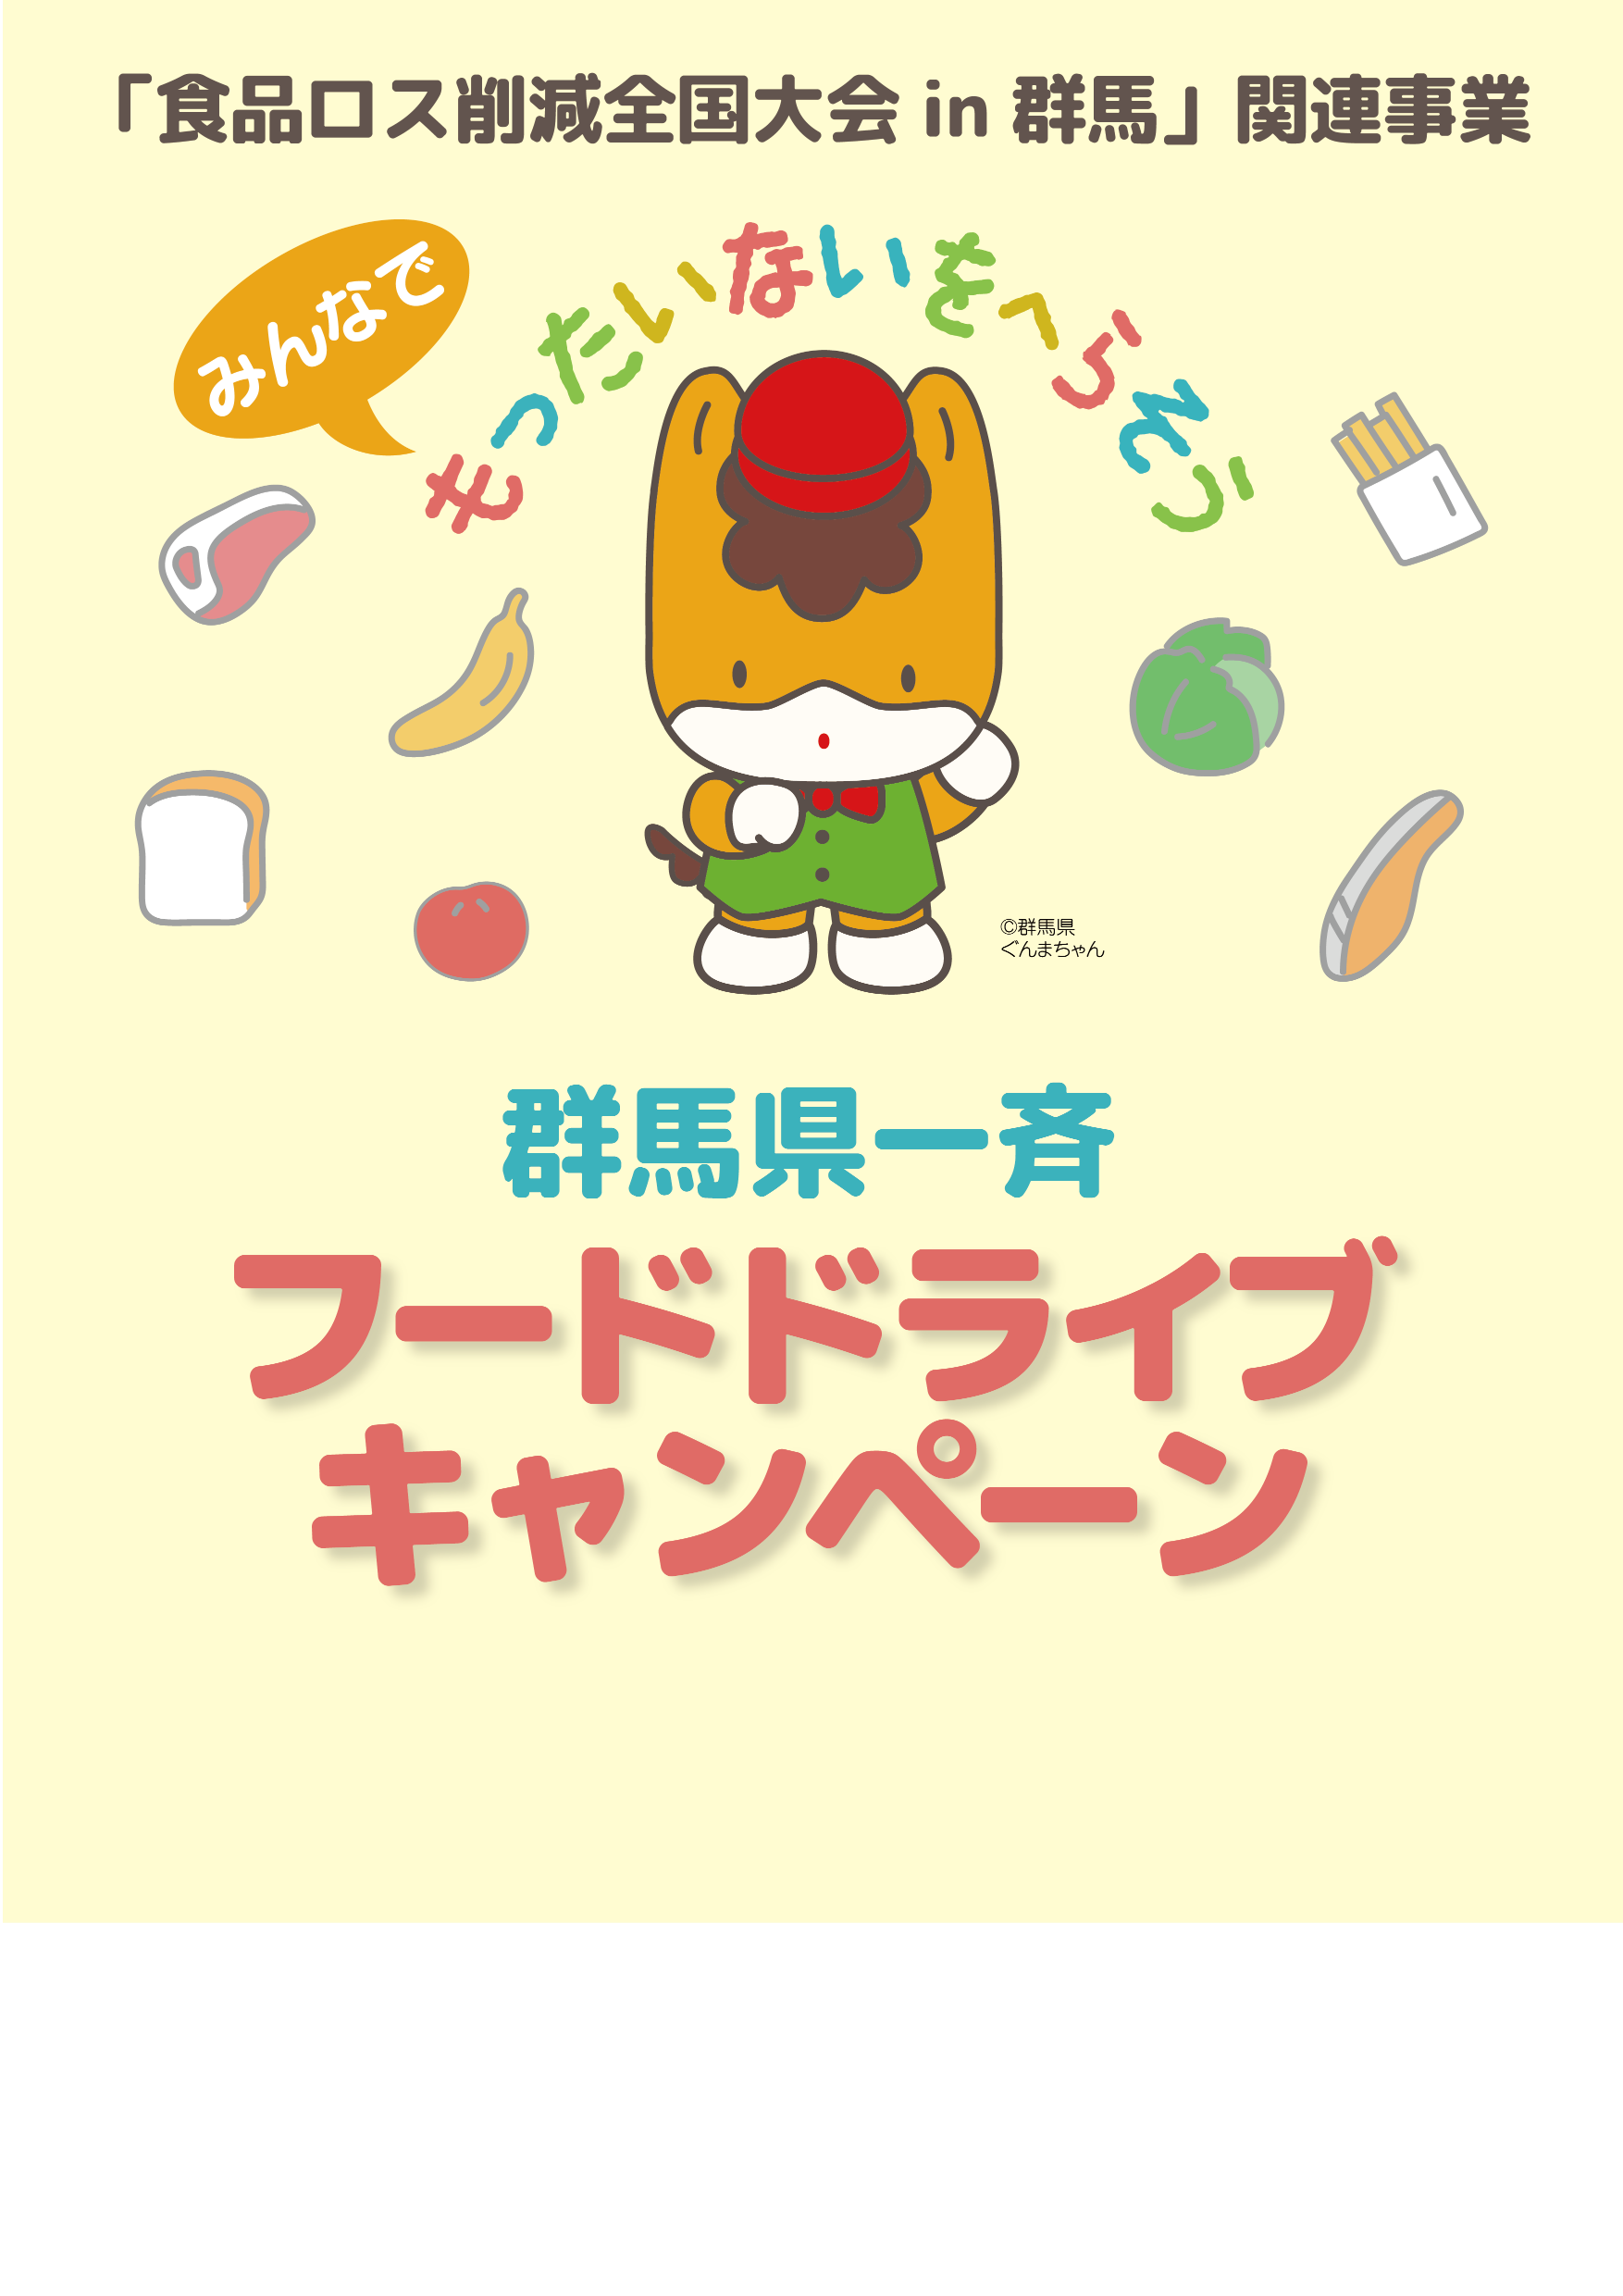 「食品ロス削減全国大会 in 群馬」関連事業
みんなで
もったいないをへらそう
©群馬県
ぐんまちゃん
群馬県一斉
フードドライブ
キャンペーン